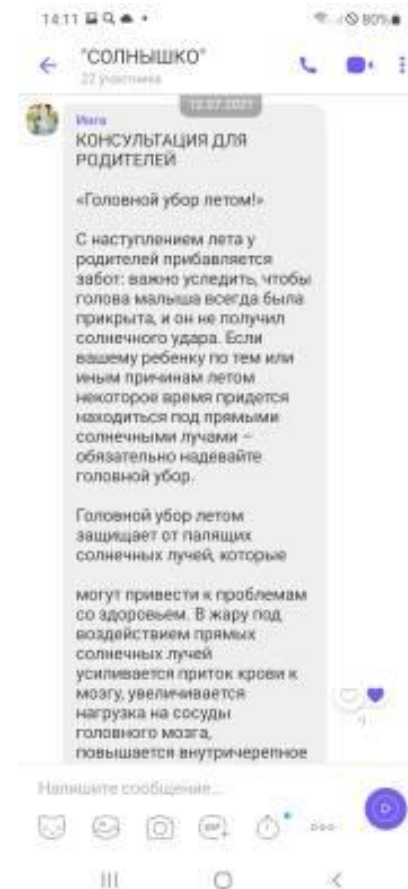 14:11
80%
"СОЛНЫШКО"
22 участника
12.07.2021
Инга
КОНСУЛЬТАЦИЯ ДЛЯ
РОДИТЕЛЕЙ
«Головной убор летом!»
С наступлением лета у
родителей прибавляется
забот: важно уследить, чтобы
голова малыша всегда была
прикрыта, и он не получил
солнечного удара. Если
вашему ребенку по тем или
иным причинам летом
некоторое время придется
находиться под прямыми
солнечными лучами –
обязательно надевайте
головной убор.
Головной убор летом
защищает от палящих
солнечных лучей, которые
могут привести к проблемам
со здоровьем. В жару под
воздействием прямых
солнечных лучей
усиливается приток крови к
мозгу, увеличивается
нагрузка на сосуды
головного мозга,
повышается внутричерепное
Напишите сообщение...
GIF